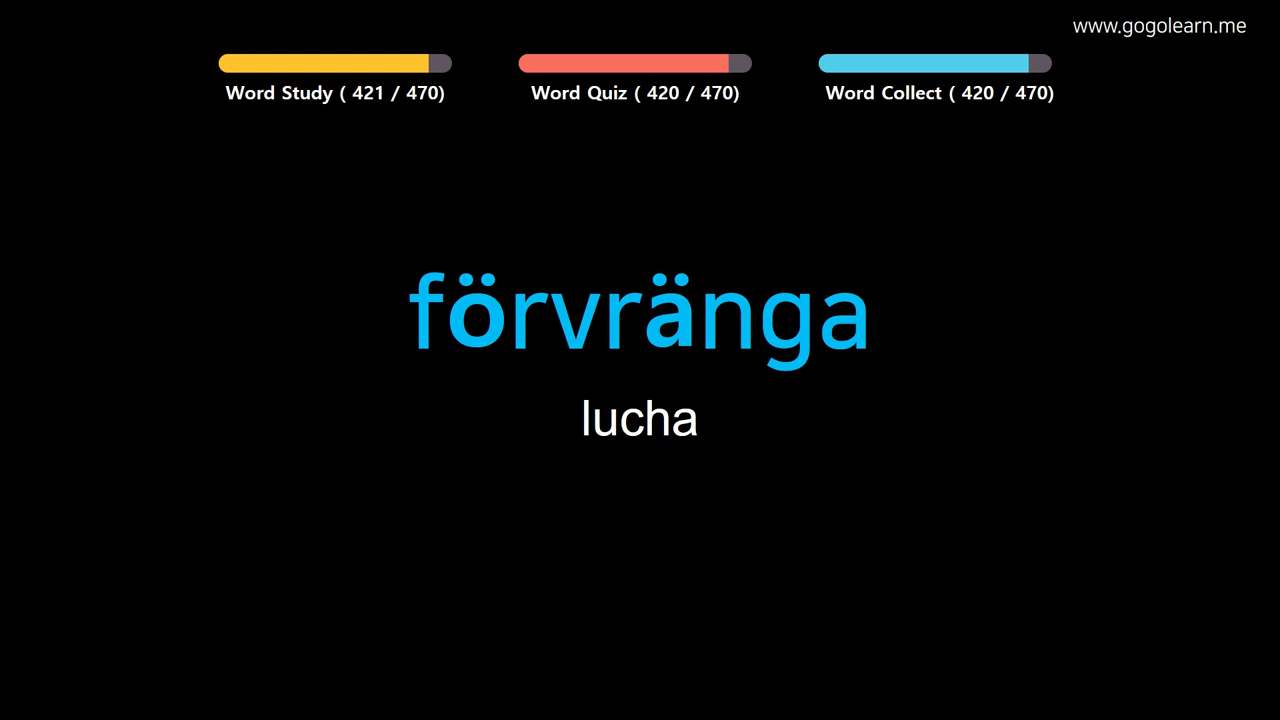 www.gogolearn.me
Word Study ( 421 / 470)
Word Quiz ( 420 / 470)
Word Collect ( 420 / 470)
förvränga
lucha